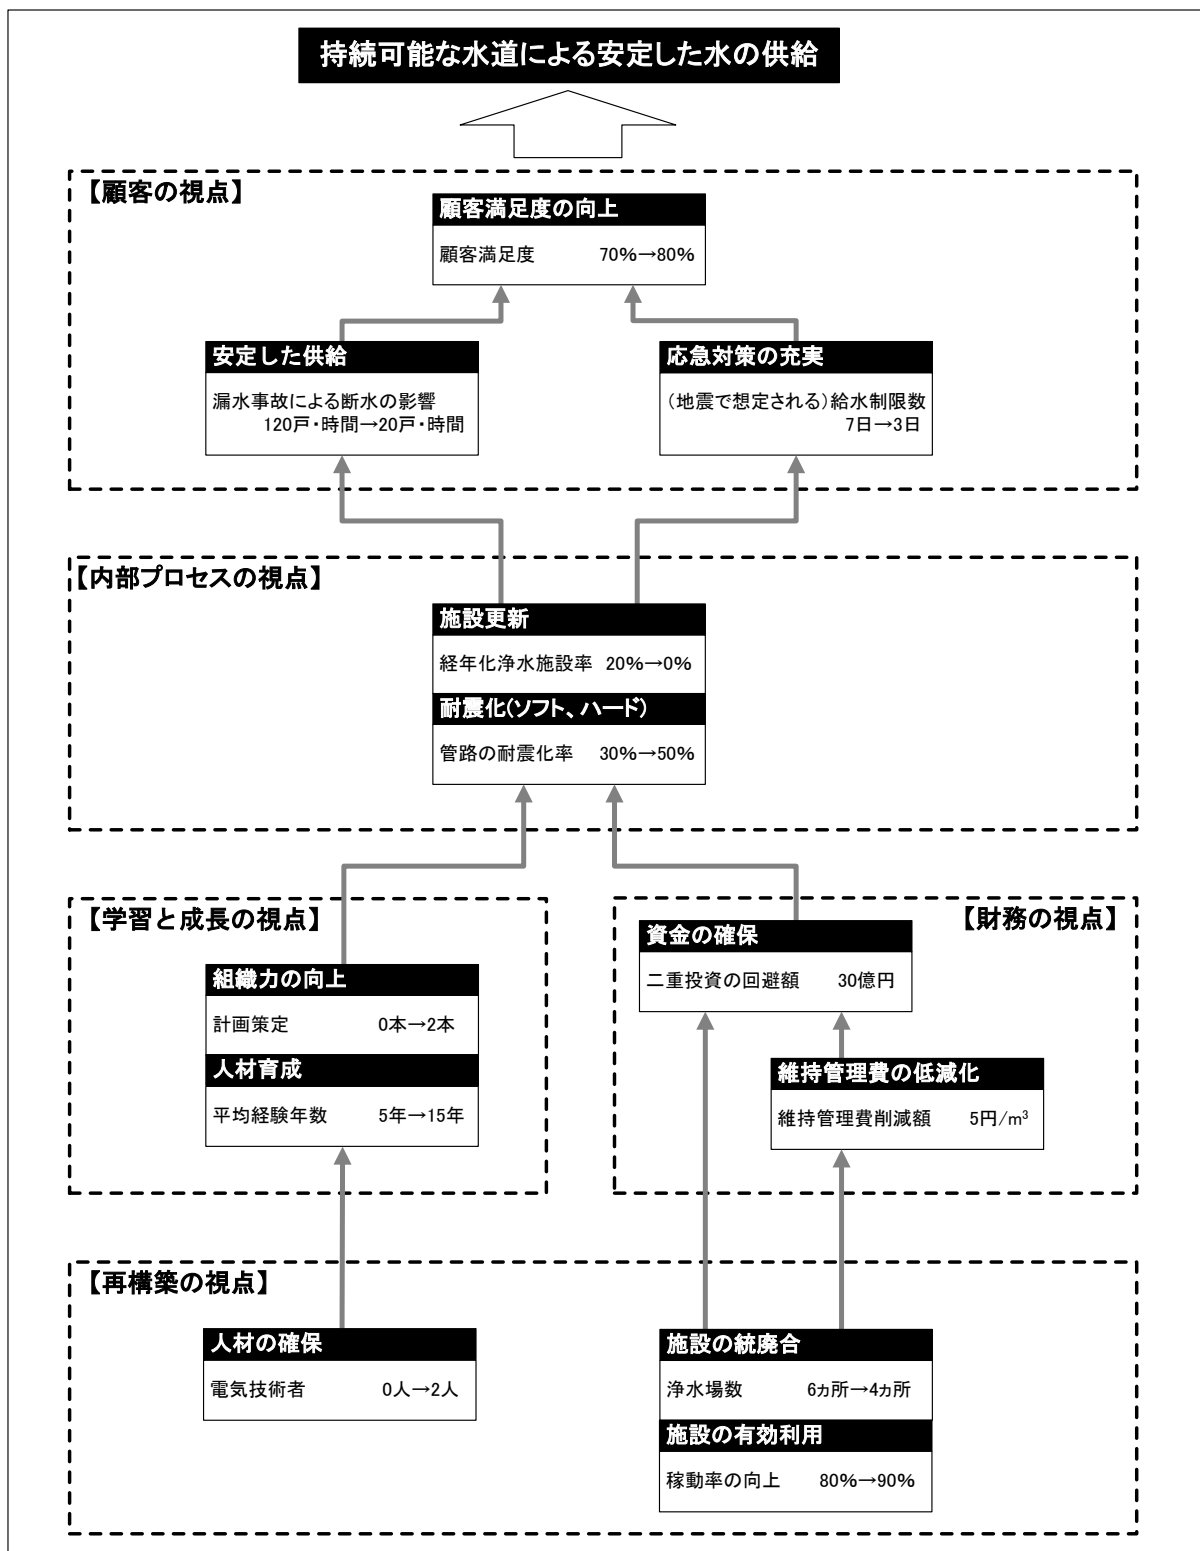 持続可能な水道による安定した水の供給
【顧客の視点】
顧客満足度の向上
顧客満足度 70%→80%
安定した供給
漏水事故による断水の影響
120戸・時間→20戸・時間
応急対策の充実
(地震で想定される)給水制限数
7日→3日
【内部プロセスの視点】
施設更新
経年化浄水施設率 20%→0%
耐震化(ソフト、ハード)
管路の耐震化率 30%→50%
【学習と成長の視点】
組織力の向上
計画策定 0本→2本
人材育成
平均経験年数 5年→15年
【財務の視点】
資金の確保
二重投資の回避額 30億円
維持管理費の低減化
維持管理費削減額 5円/m³
【再構築の視点】
人材の確保
電気技術者 0人→2人
施設の統廃合
浄水場数 6ヵ所→4ヵ所
施設の有効利用
稼動率の向上 80%→90%